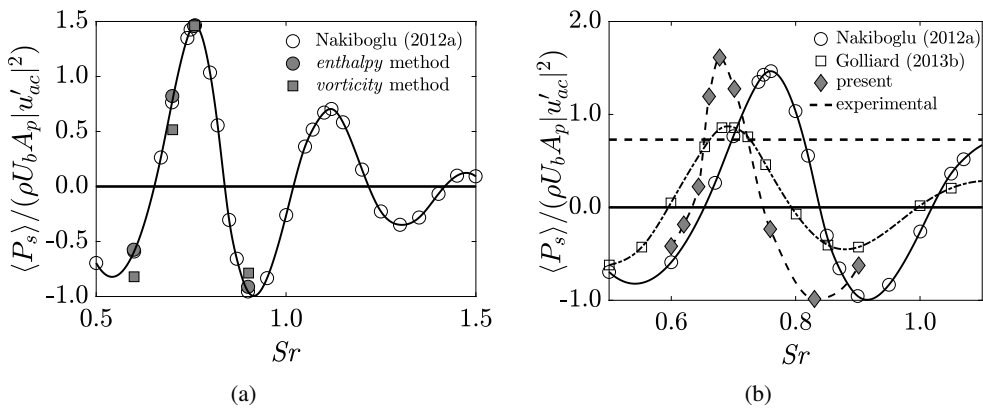 1.5
1.0
0.5
0.0
-0.5
-1.0
⟨P_s⟩/(ρU_bA_p|u′_ac|²)
Nakiboglu (2012a)
enthalpy method
vorticity method
0.5
1.0
1.5
Sr
(a)
2.0
1.0
0.0
-1.0
⟨P_s⟩/(ρU_bA_p|u′_ac|²)
Nakiboglu (2012a)
Golliard (2013b)
present
experimental
0.6
0.8
1.0
Sr
(b)